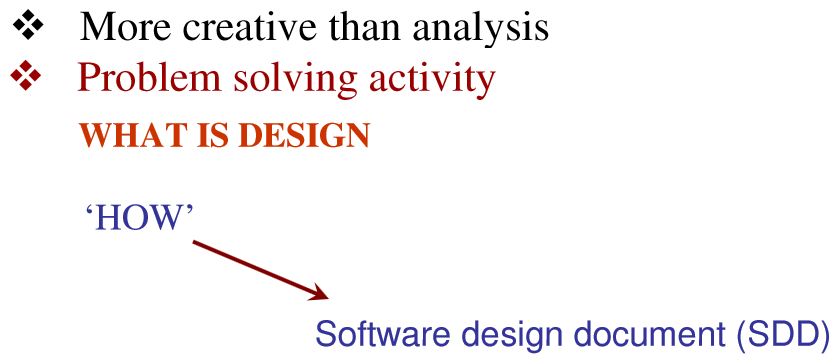 ❖ More creative than analysis
❖ Problem solving activity
WHAT IS DESIGN
‘HOW’
Software design document (SDD)